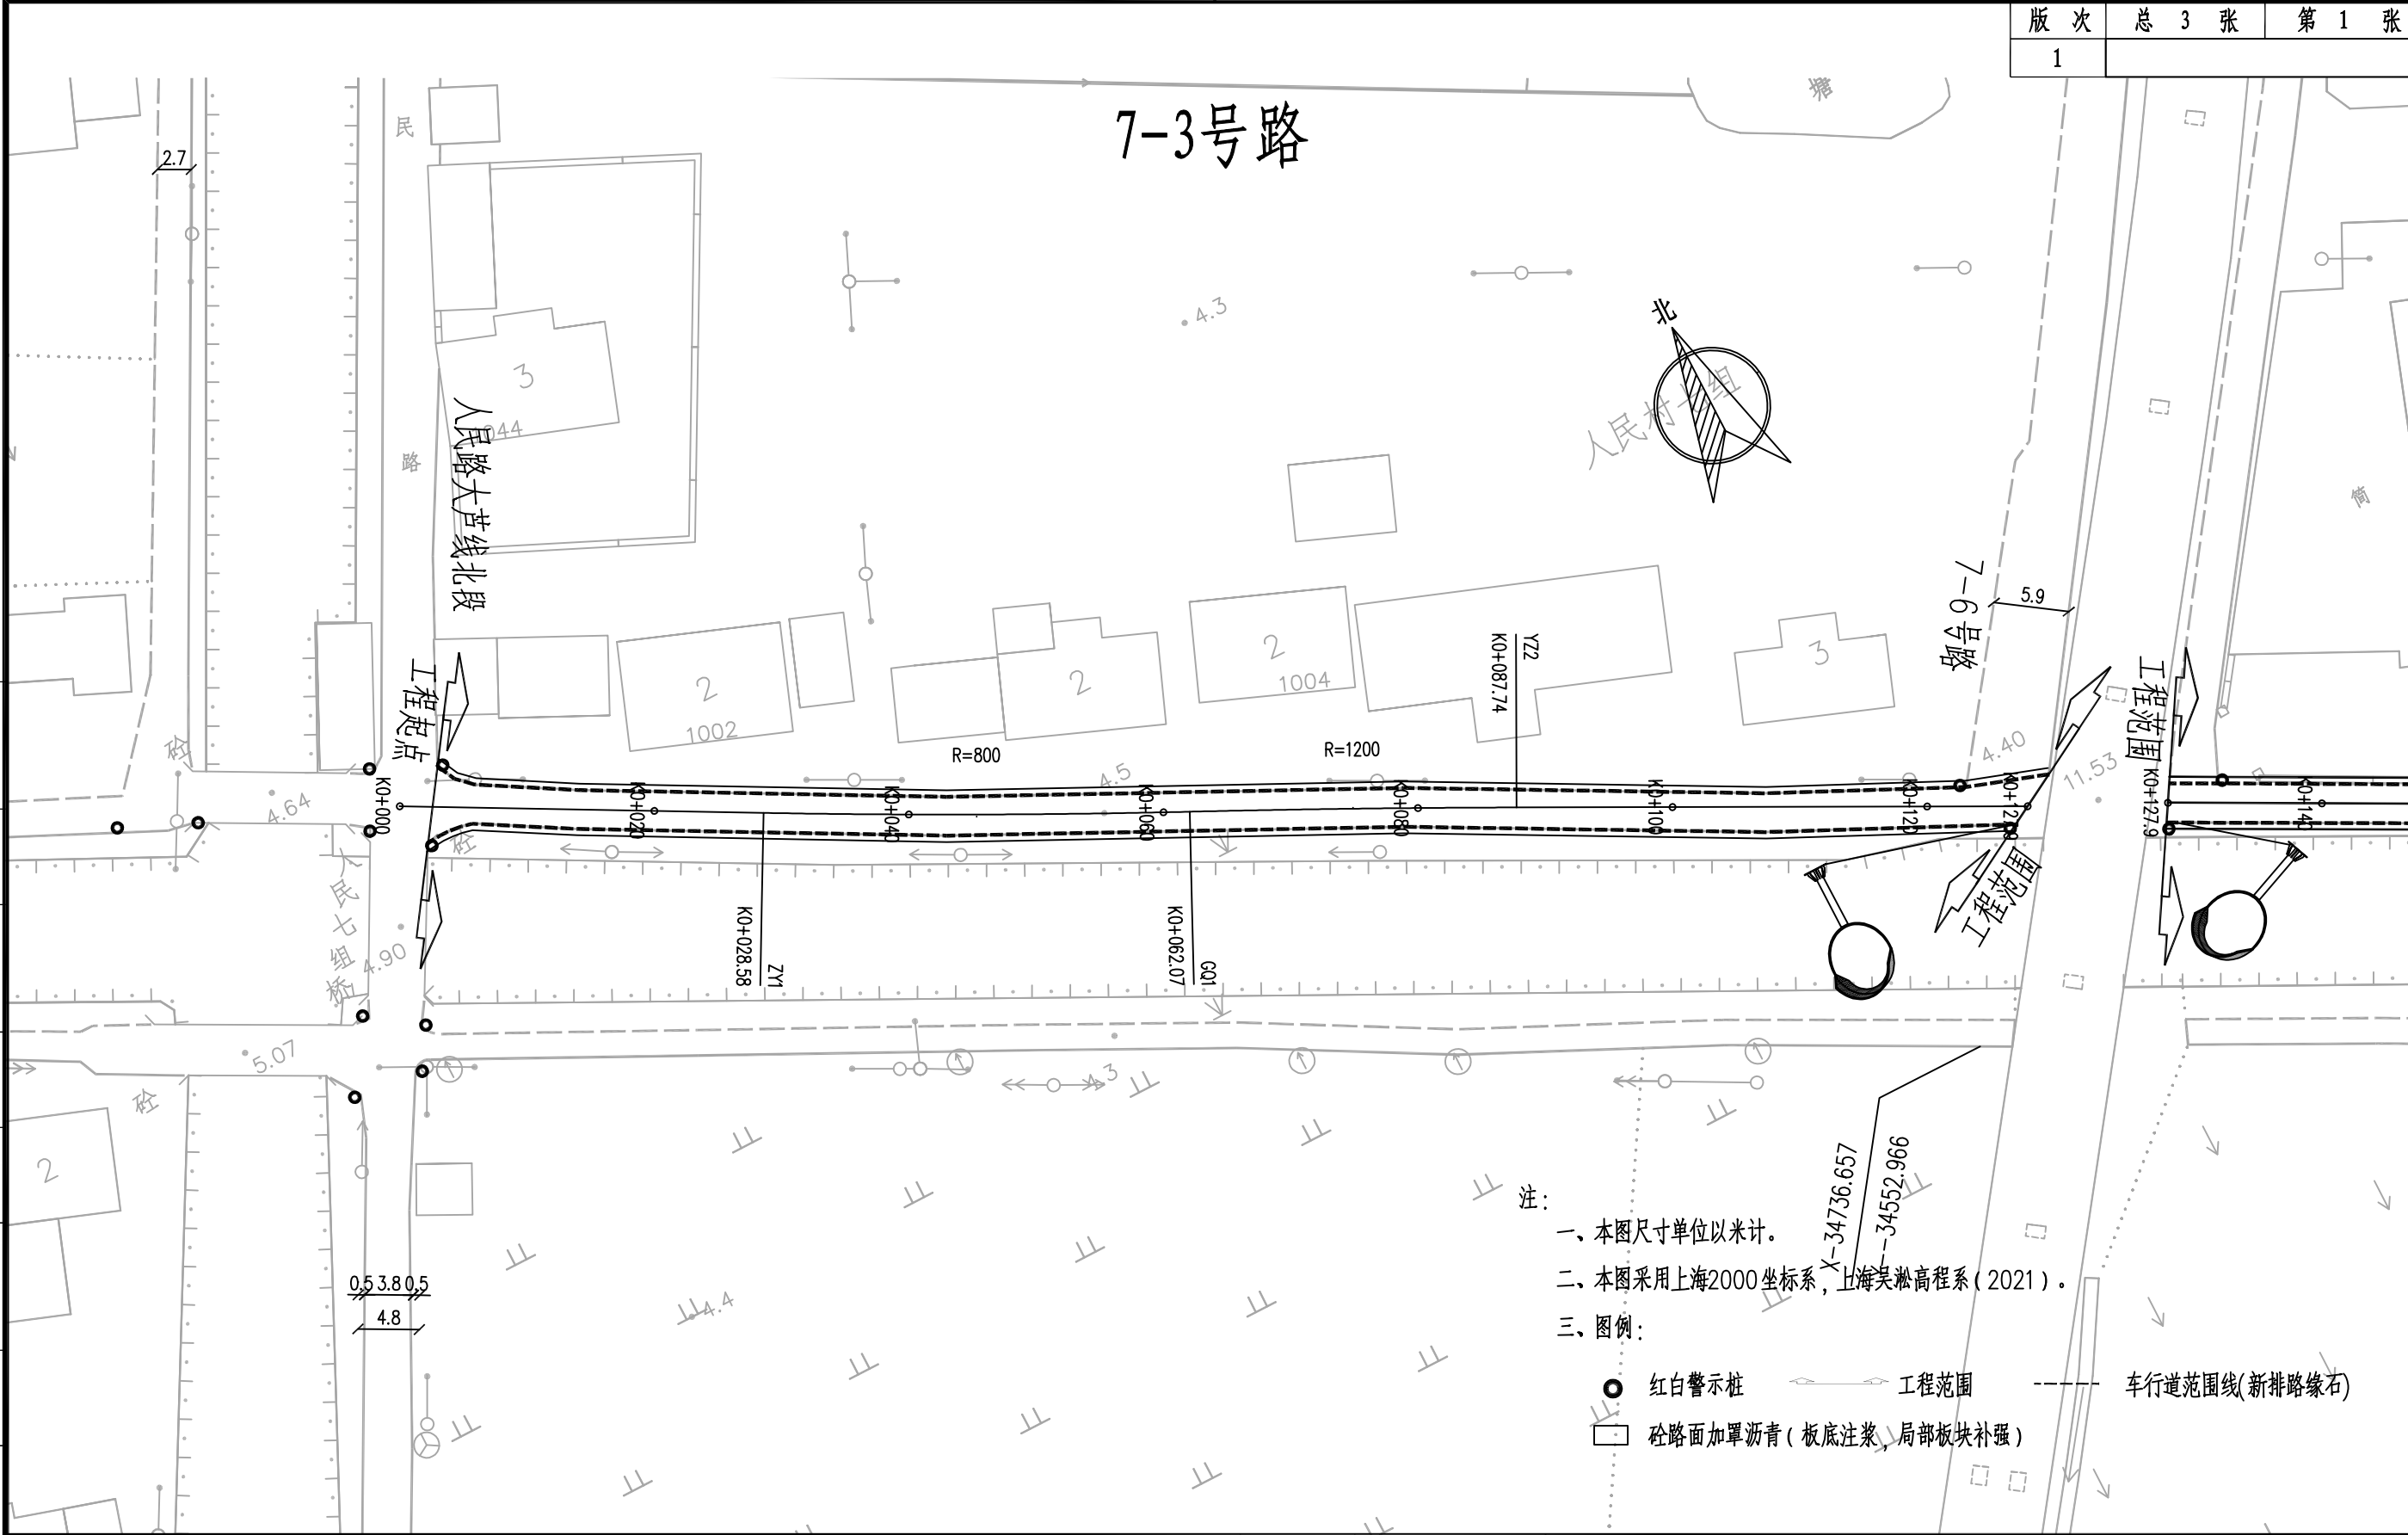 版 次 总 3 张 第 1 张
1
7-3号路
塘
民
2.7
4.3
北
3
人民村七组
1044
人民路大芦线北段
路
简
7-6号路
5.9
2
1002
2
2
1004
3
YZ2
K0+087.74
工程起点
工程范围
R=800
R=1200
4.5
4.40
11.53
砼
4.64
K0+000
K0+020
K0+040
K0+060
K0+080
K0+100
K0+120
K0+127.9
K0+140
砼
人民七组桥
4.90
K0+028.58
ZY1
K0+062.07
GQ1
工程范围
5.07
4.3
砼
2
X-34736.657
Y--34552.966
注：
一、本图尺寸单位以米计。
二、本图采用上海2000坐标系，上海吴淞高程系(2021)。
三、图例：
红白警示桩 工程范围 车行道范围线(新排路缘石)
砼路面加罩沥青(板底注浆，局部板块补强)
0.5 3.8 0.5
4.8
4.4